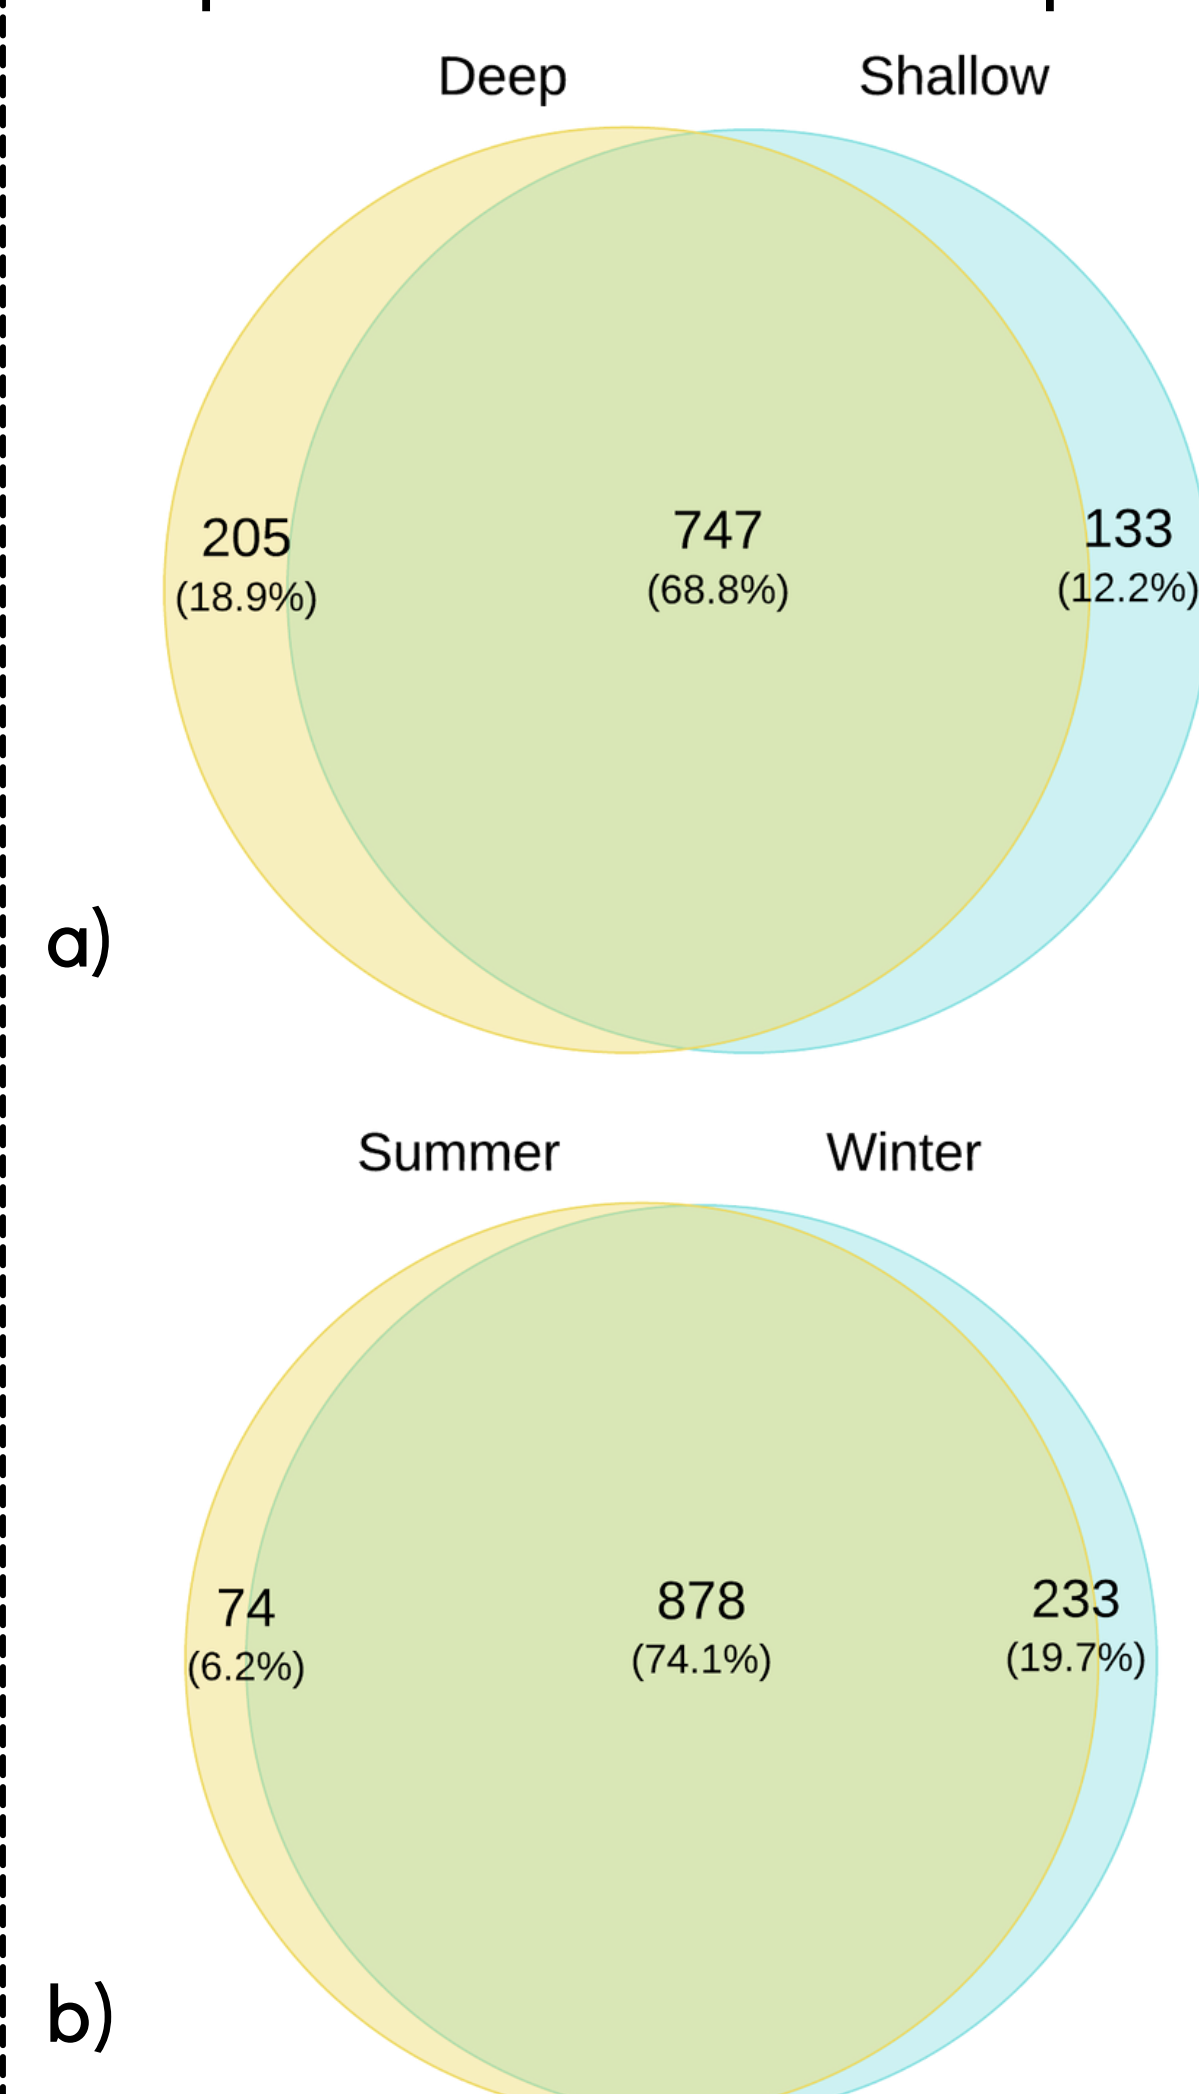 Deep Shallow
205 747 133
(18.9%) (68.8%) (12.2%)
a)
Summer Winter
74 878 233
(6.2%) (74.1%) (19.7%)
b)